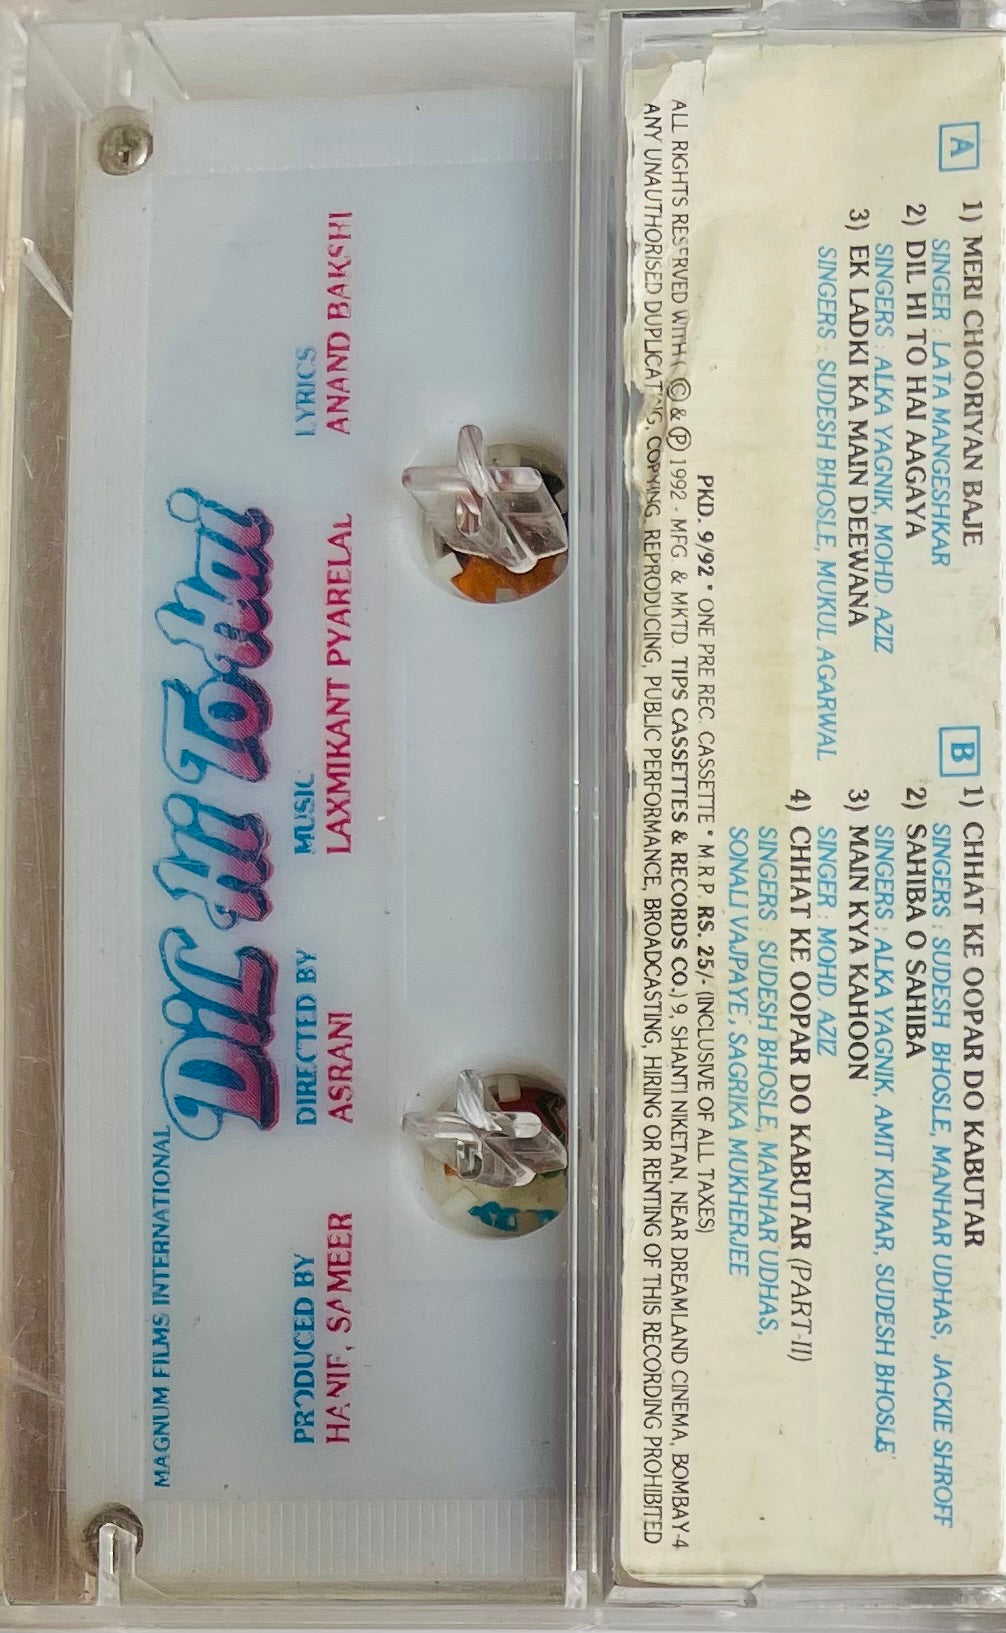 A
1) MERI CHOORIYAN BAJE
SINGER : LATA MANGESHKAR
2) DIL HI TO HAI AAGAYA
SINGERS : ALKA YAGNIK, MOHD. AZIZ
3) EK LADKI KA MAIN DEEWANA
SINGERS : SUDESH BHOSLE, MUKUL AGARWAL
B
1) CHHAT KE OOPAR DO KABUTAR
SINGERS : SUDESH BHOSLE, MANHAR UDHAS, JACKIE SHROFF
2) SAHIBA O SAHIBA
SINGERS : ALKA YAGNIK, AMIT KUMAR, SUDESH BHOSLE
3) MAIN KYA KAHOON
SINGER : MOHD. AZIZ
4) CHHAT KE OOPAR DO KABUTAR (PART-II)
SINGERS : SUDESH BHOSLE, MANHAR UDHAS,
SONALI VAJPAYE, SAGRIKA MUKHERJEE
PKD. 9/92 * ONE PRE REC. CASSETTE * M.R.P. RS. 25/- (INCLUSIVE OF ALL TAXES)
ALL RIGHTS RESERVED WITH © & ℗ 1992 - MFG. & MKTD. TIPS CASSETTES & RECORDS CO.) 9, SHANTI NIKETAN, NEAR DREAMLAND CINEMA, BOMBAY-4
ANY UNAUTHORISED DUPLICATING, COPYING, REPRODUCING, PUBLIC PERFORMANCE, BROADCASTING, HIRING OR RENTING OF THIS RECORDING PROHIBITED
MAGNUM FILMS INTERNATIONAL
DIL HI TO HAI
PRODUCED BY
HANIF, SAMEER
DIRECTED BY
ASRANI
MUSIC
LAXMIKANT PYARELAL
LYRICS
ANAND BAKSHI